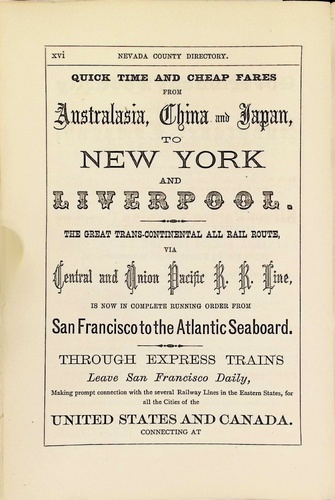 xvi NEVADA COUNTY DIRECTORY.
QUICK TIME AND CHEAP FARES
FROM
Australasia, China and Japan,
TO
NEW YORK
AND
LIVERPOOL.
THE GREAT TRANS-CONTINENTAL ALL RAIL ROUTE,
VIA
Central and Union Pacific R. R. Line,
IS NOW IN COMPLETE RUNNING ORDER FROM
San Francisco to the Atlantic Seaboard.
THROUGH EXPRESS TRAINS
Leave San Francisco Daily,
Making prompt connection with the several Railway Lines in the Eastern States, for
all the Cities of the
UNITED STATES AND CANADA.
CONNECTING AT